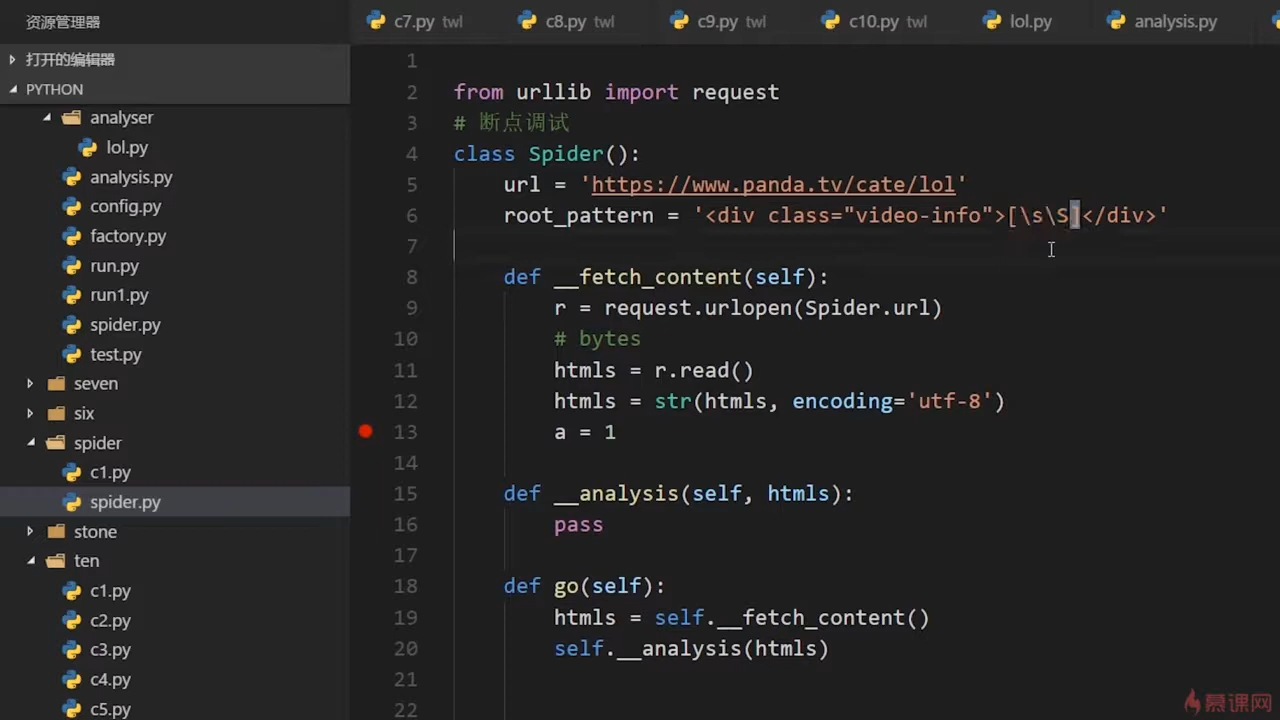 资源管理器
打开的编辑器
PYTHON
analyser
lol.py
analysis.py
config.py
factory.py
run.py
run1.py
spider.py
test.py
seven
six
spider
c1.py
spider.py
stone
ten
c1.py
c2.py
c3.py
c4.py
c5.py
c7.py twl
c8.py twl
c9.py twl
c10.py twl
lol.py
analysis.py
1
2 from urllib import request
3 # 断点调试
4 class Spider():
5 url = 'https://www.panda.tv/cate/lol'
6 root_pattern = '<div class="video-info">[\s\S]</div>'
7
8 def __fetch_content(self):
9 r = request.urlopen(Spider.url)
10 # bytes
11 htmls = r.read()
12 htmls = str(htmls, encoding='utf-8')
13 a = 1
14
15 def __analysis(self, htmls):
16 pass
17
18 def go(self):
19 htmls = self.__fetch_content()
20 self.__analysis(htmls)
21
22
慕课网